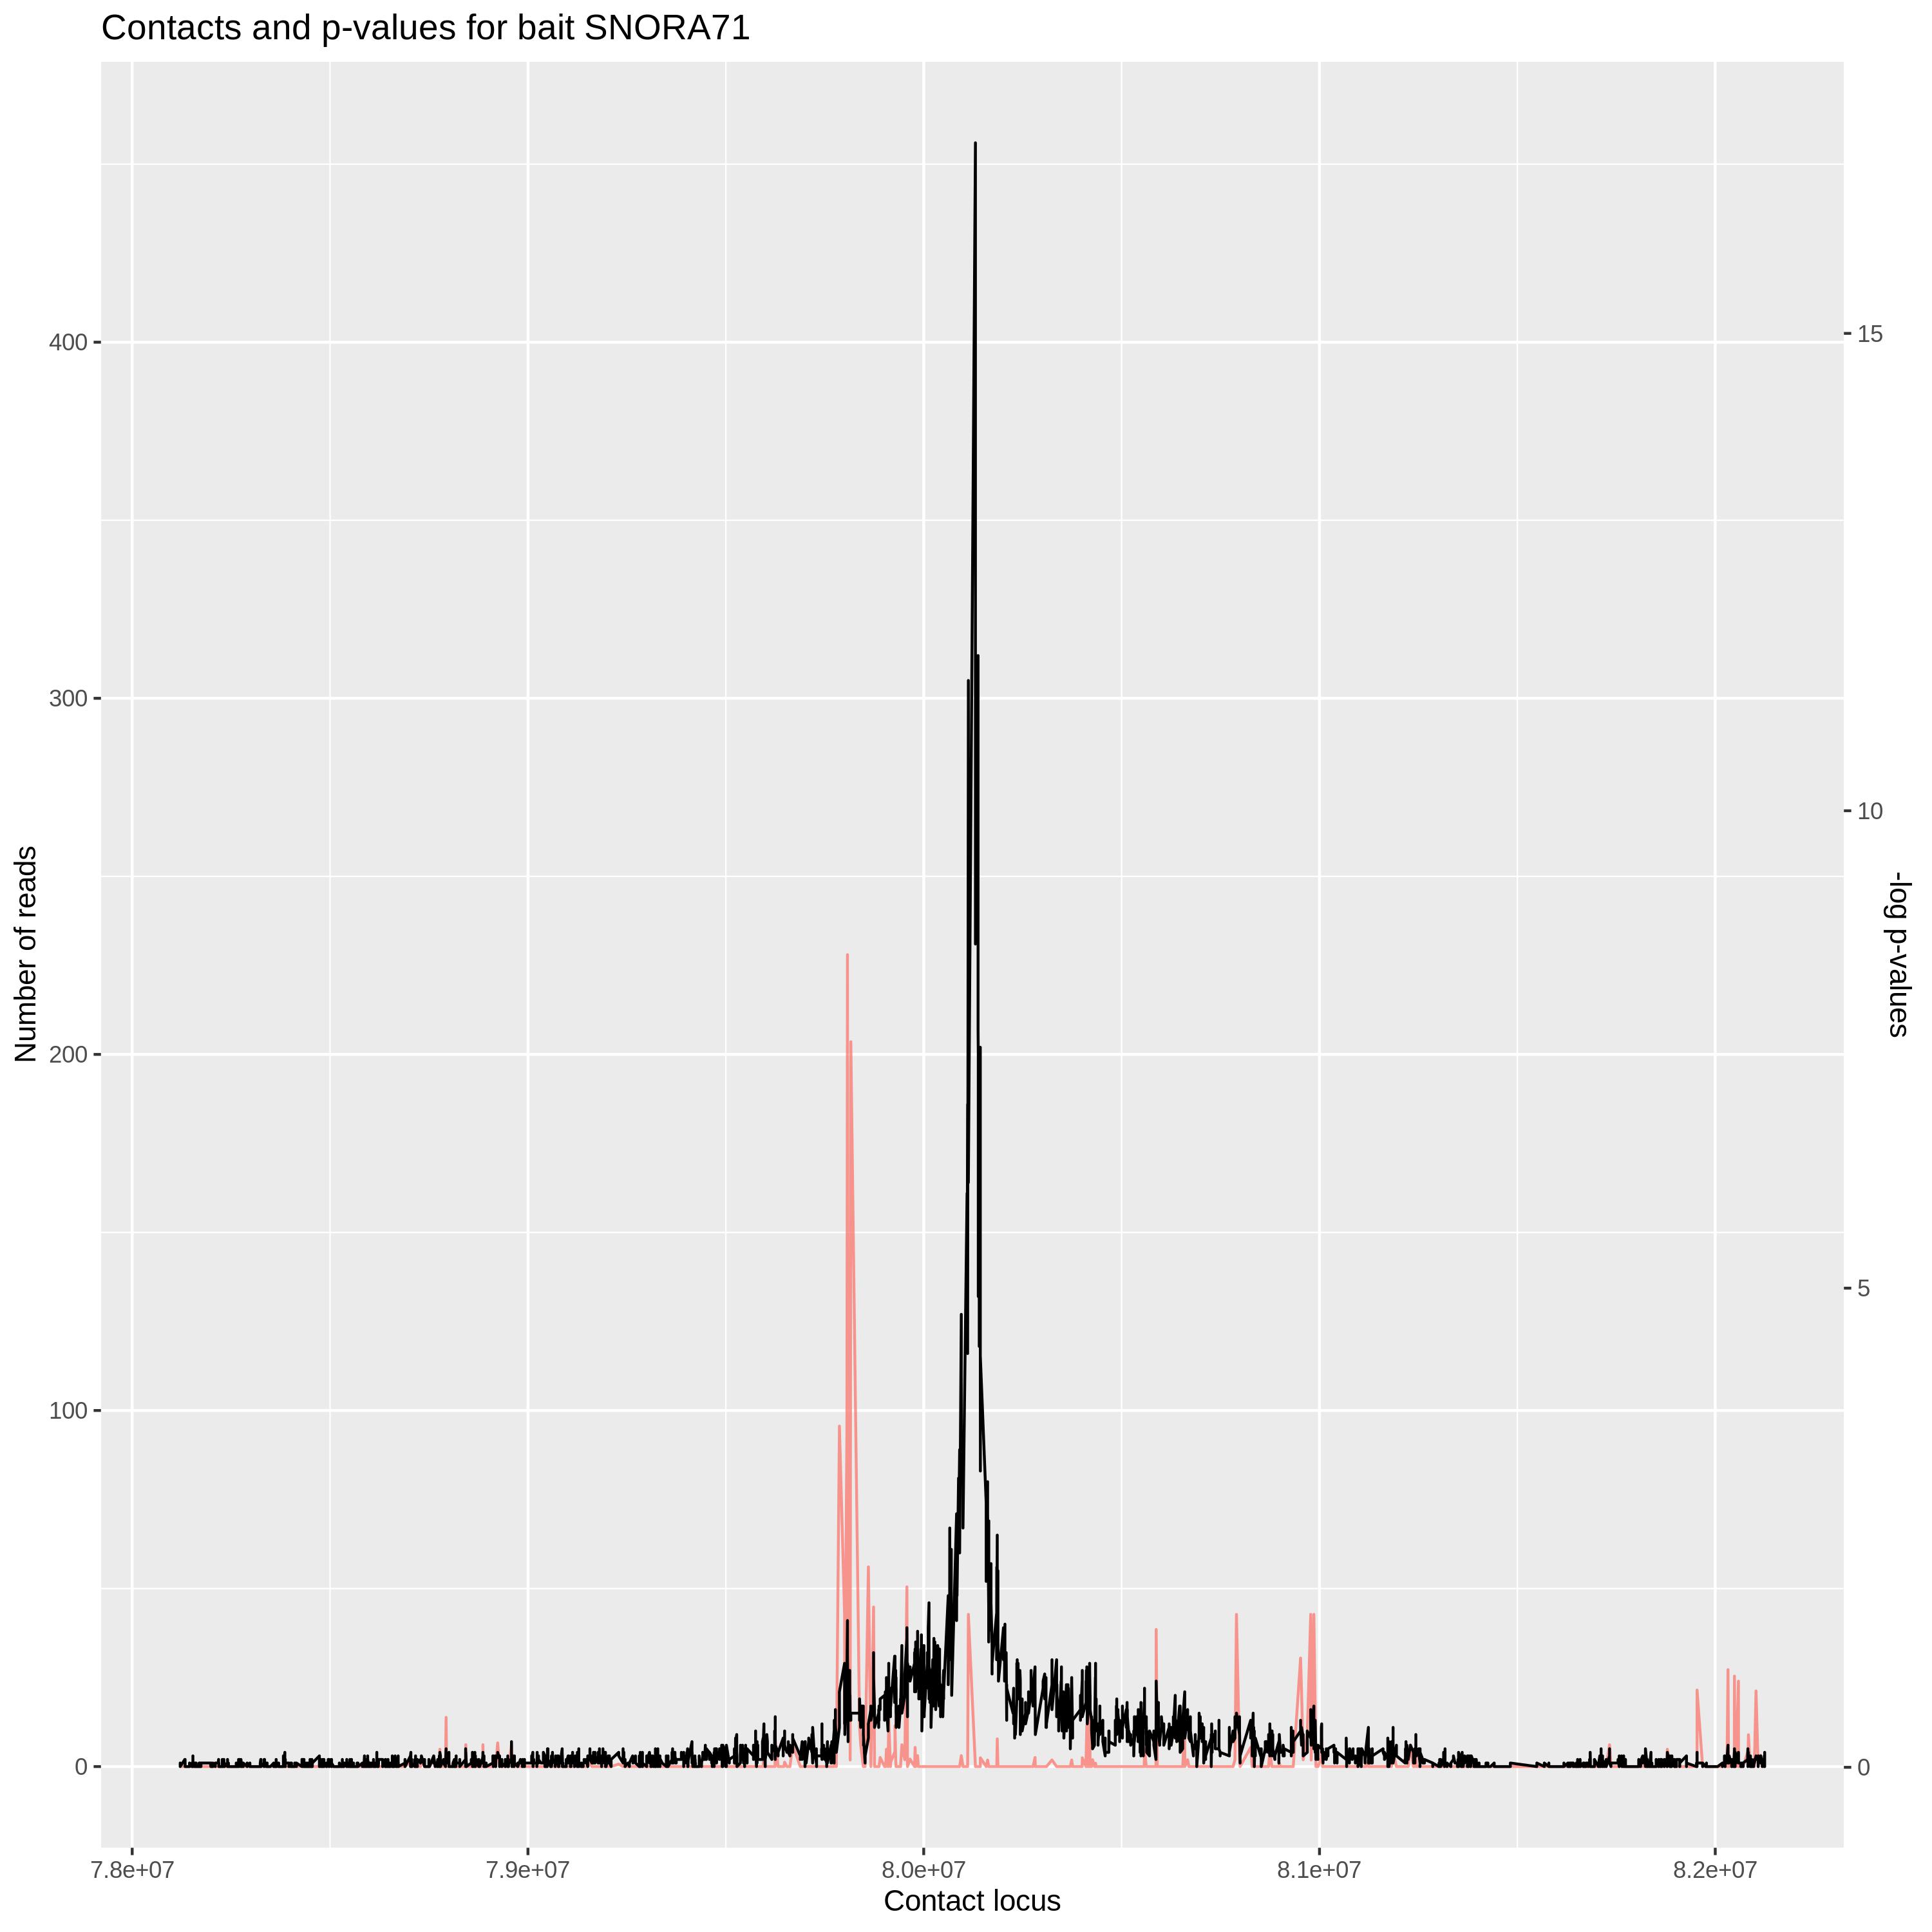 Contacts and p-values for bait SNORA71
Number of reads
400
300
200
100
0
15
10
5
0
-log p-values
7.8e+07
7.9e+07
8.0e+07
8.1e+07
8.2e+07
Contact locus